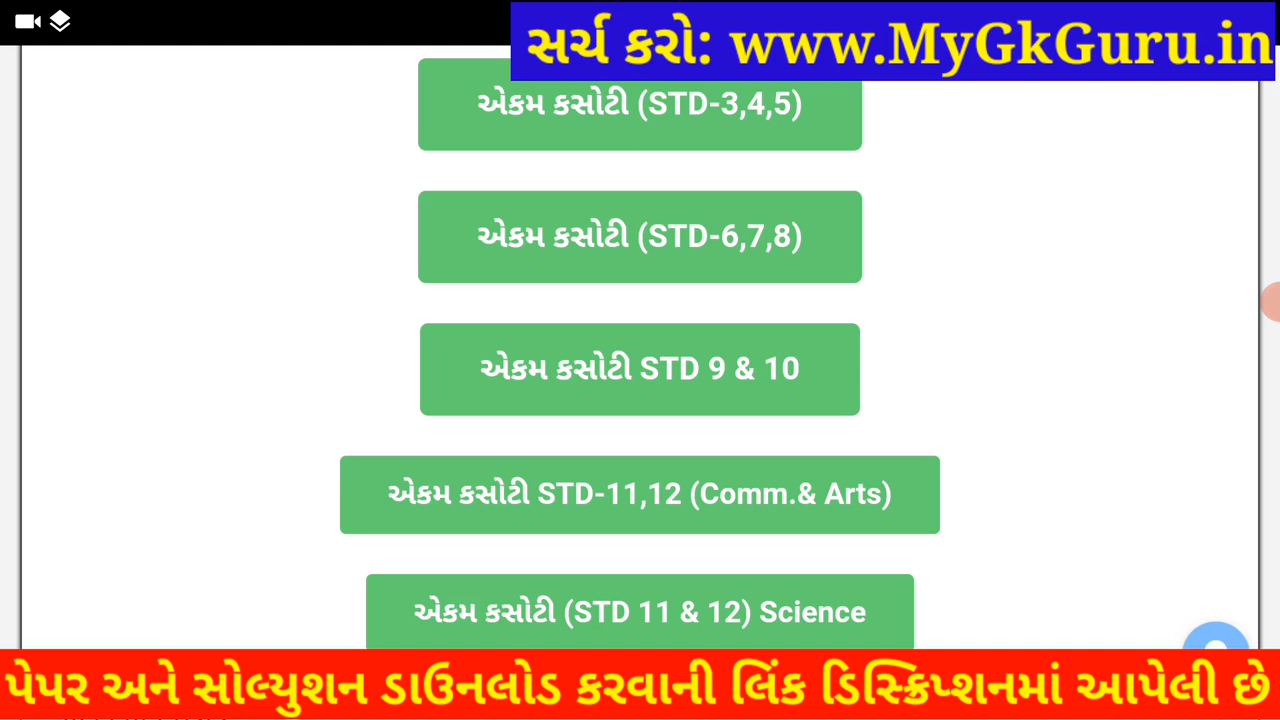 સર્ચ કરો: www.MyGkGuru.in
એકમ કસોટી (STD-3,4,5)
એકમ કસોટી (STD-6,7,8)
એકમ કસોટી STD 9 & 10
એકમ કસોટી STD-11,12 (Comm.& Arts)
એકમ કસોટી (STD 11 & 12) Science
પેપર અને સોલ્યુશન ડાઉનલોડ કરવાની લિંક ડિસ્ક્રિપ્શનમાં આપેલી છે